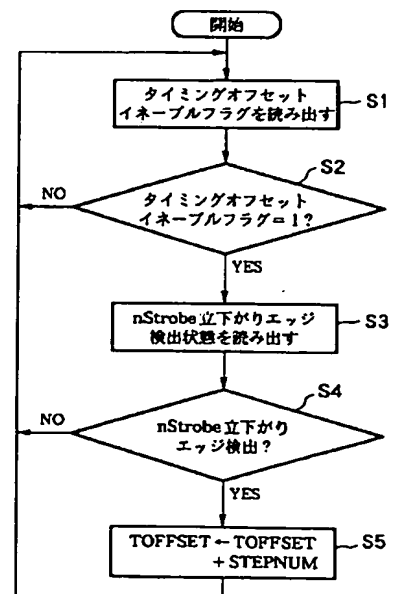 開始
タイミングオフセット
イネーブルフラグを読み出す
S1
S2
タイミングオフセット
イネーブルフラグ=1?
NO
YES
nStrobe立下がりエッジ
検出状態を読み出す
S3
S4
nStrobe立下がり
エッジ検出?
NO
YES
TOFFSET←TOFFSET
+STEPNUM
S5